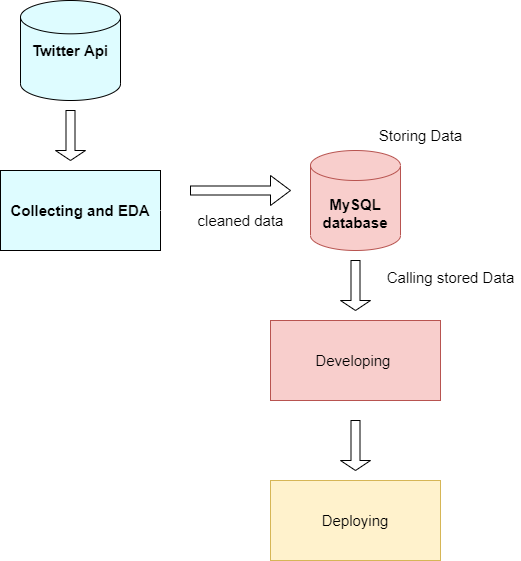 Twitter Api
Storing Data
Collecting and EDA
MySQL
database
cleaned data
Calling stored Data
Developing
Deploying